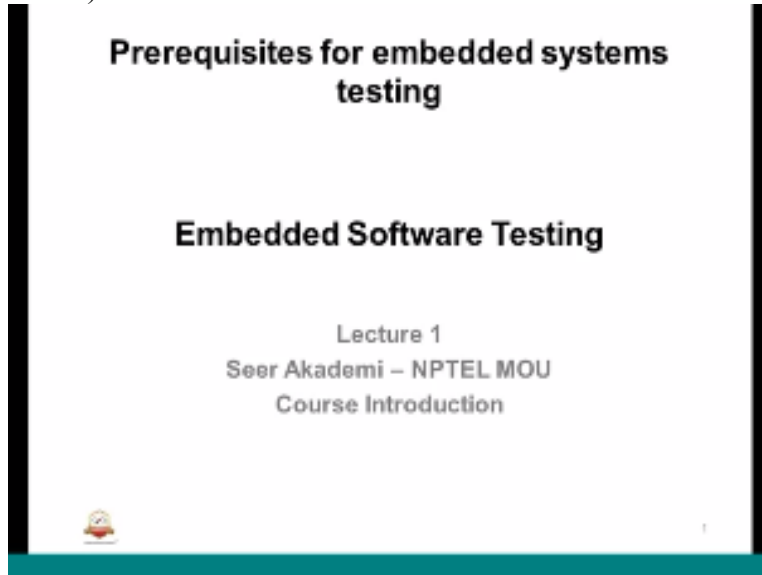 Prerequisites for embedded systems
testing
Embedded Software Testing
Lecture 1
Seer Akademi – NPTEL MOU
Course Introduction